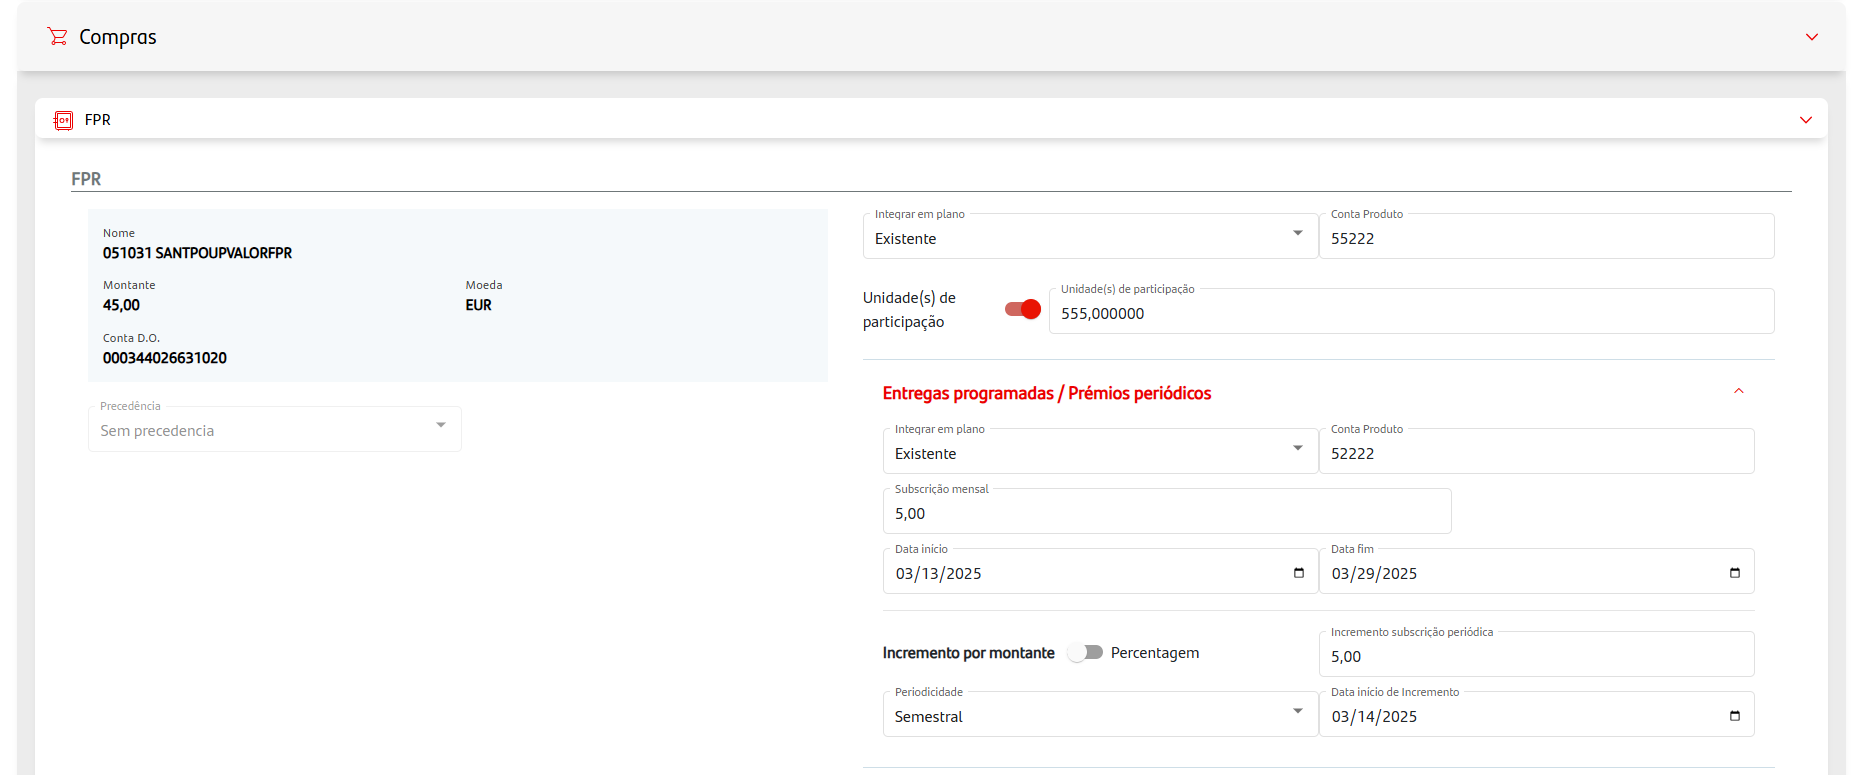 Compras
FPR
FPR
Nome
051031 SANTPOUPVALORFPR
Montante
45,00
Moeda
EUR
Conta D.O.
000344026631020
Precedência
Sem precedencia
Integrar em plano
Existente
Conta Produto
55222
Unidade(s) de
participação
Unidade(s) de participação
555,000000
Entregas programadas / Prémios periódicos
Integrar em plano
Existente
Conta Produto
52222
Subscrição mensal
5,00
Data início
03/13/2025
Data fim
03/29/2025
Incremento por montante
Percentagem
Incremento subscrição periódica
5,00
Periodicidade
Semestral
Data início de Incremento
03/14/2025